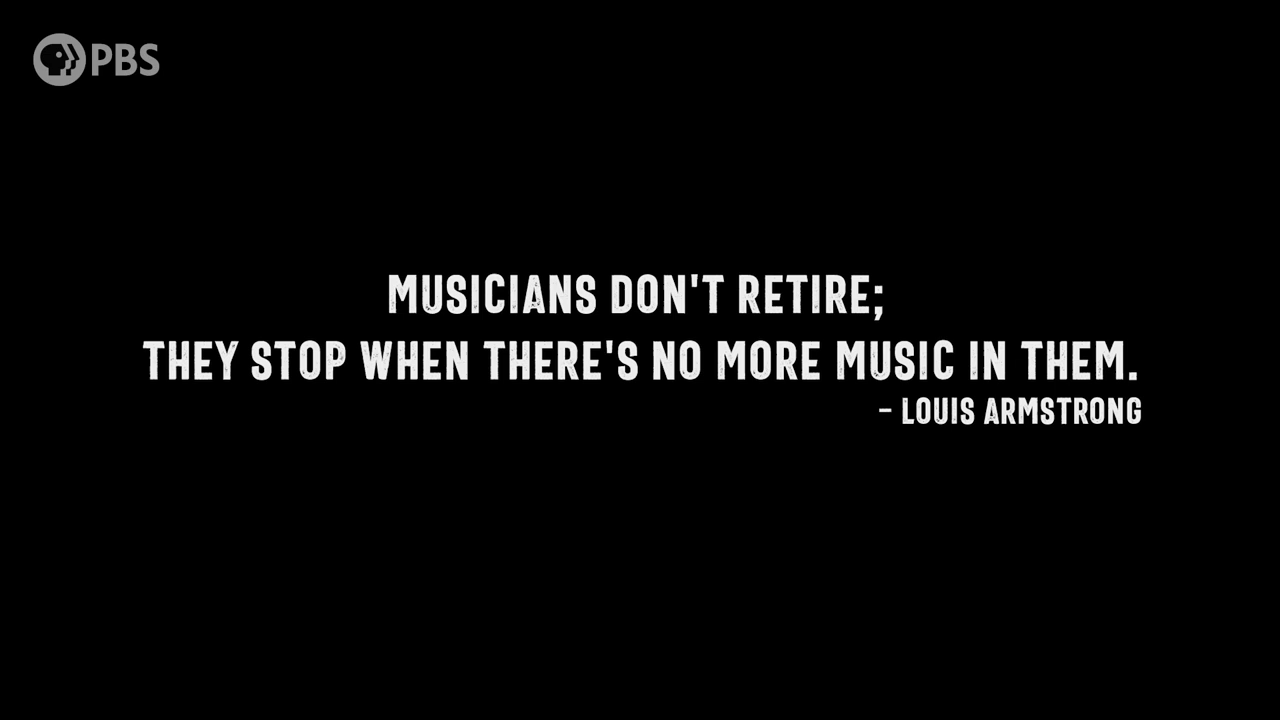 PBS
MUSICIANS DON'T RETIRE;
THEY STOP WHEN THERE'S NO MORE MUSIC IN THEM.
- LOUIS ARMSTRONG